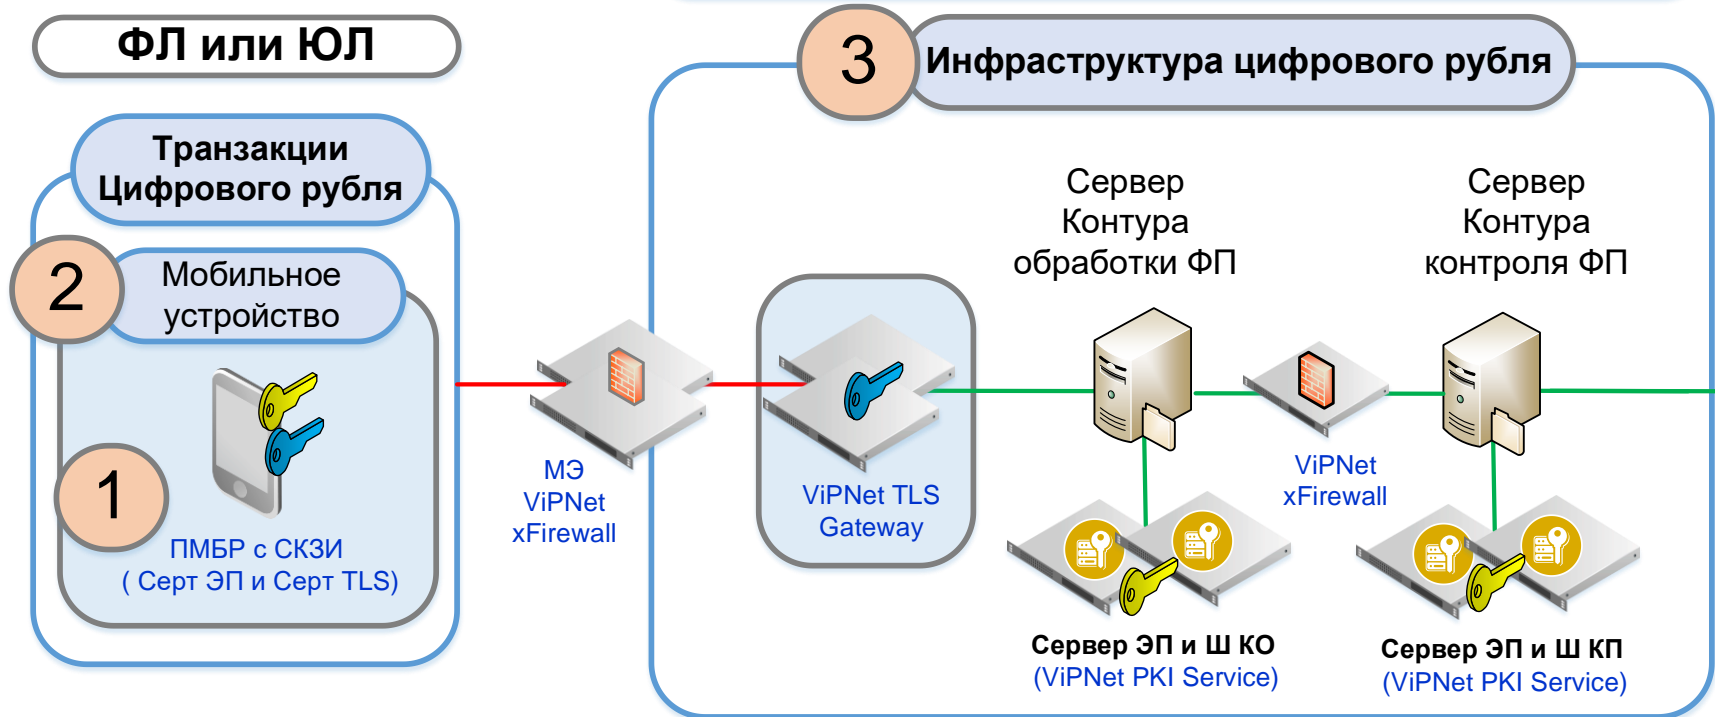 ФЛ или ЮЛ
3
Инфраструктура цифрового рубля
Транзакции
Цифрового рубля
2
Мобильное
устройство
1
ПМБР с СКЗИ
( Серт ЭП и Серт TLS)
МЭ
ViPNet
xFirewall
ViPNet TLS
Gateway
Сервер
Контура
обработки ФП
ViPNet
xFirewall
Сервер
Контура
контроля ФП
Сервер ЭП и Ш КО
(ViPNet PKI Service)
Сервер ЭП и Ш КП
(ViPNet PKI Service)